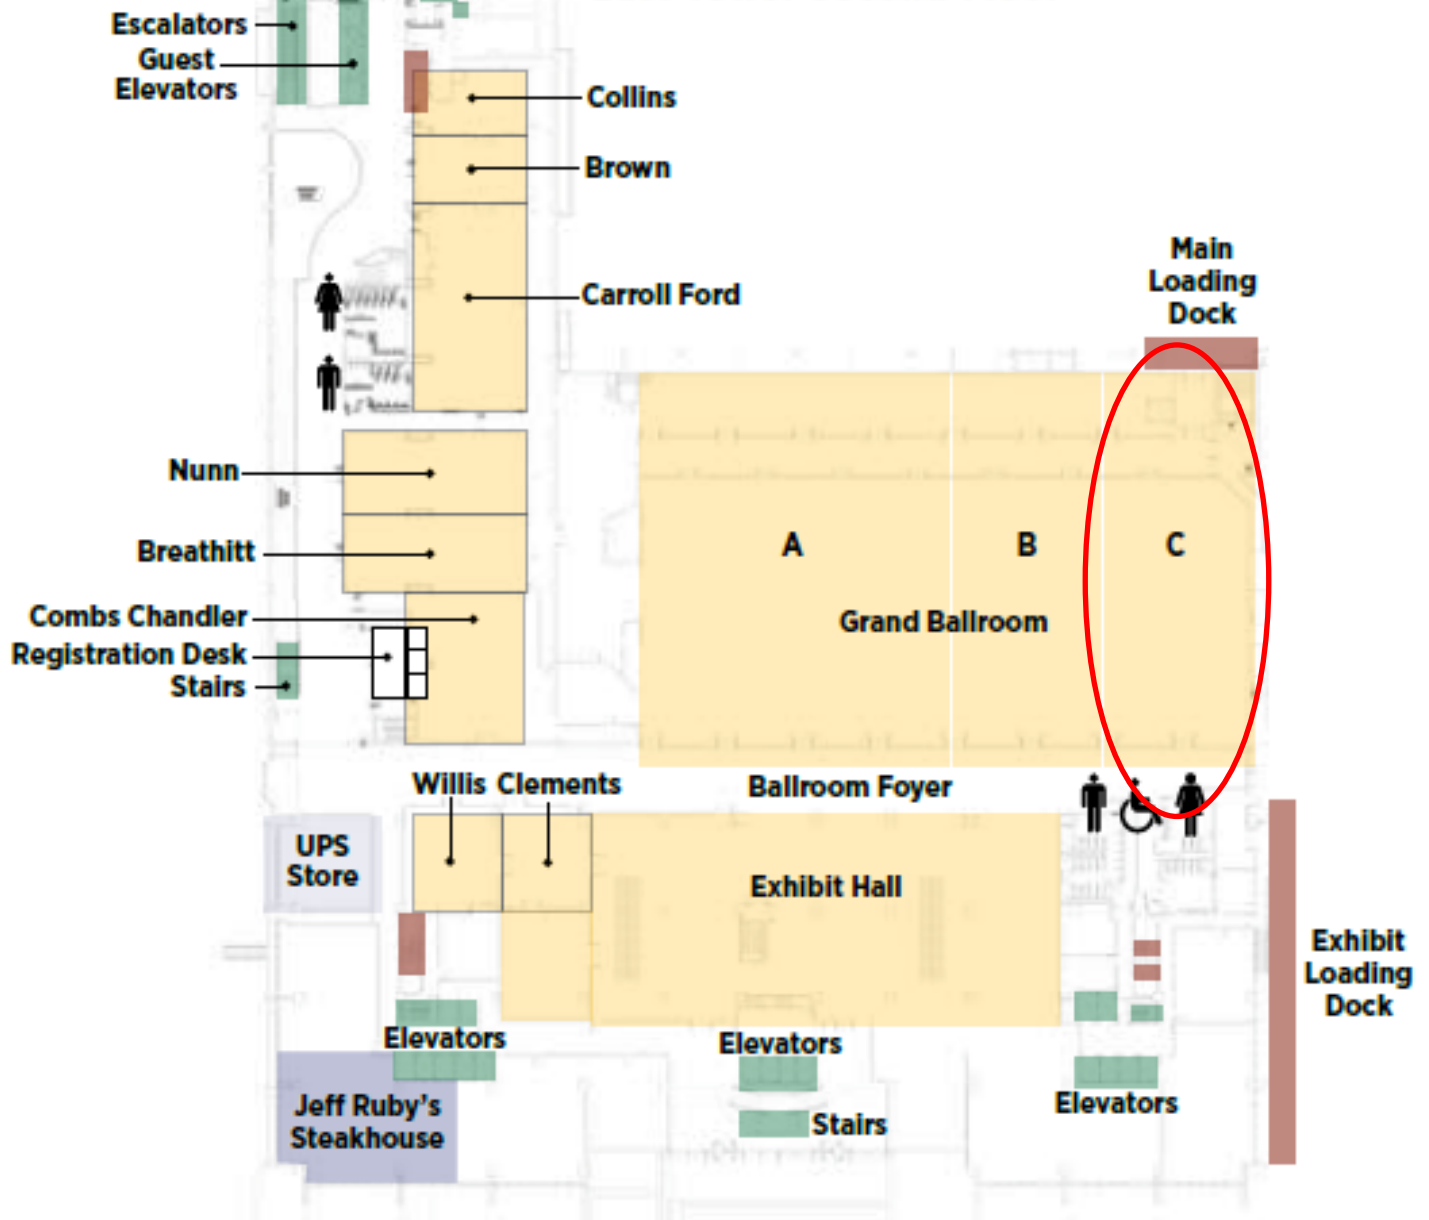 Escalators
Guest
Elevators
Collins
Brown
Carroll Ford
Main
Loading
Dock
Nunn
Breathitt
Combs Chandler
Registration Desk
Stairs
A
B
C
Grand Ballroom
Willis Clements
Ballroom Foyer
UPS
Store
Exhibit Hall
Exhibit
Loading
Dock
Elevators
Elevators
Elevators
Jeff Ruby's
Steakhouse
Stairs